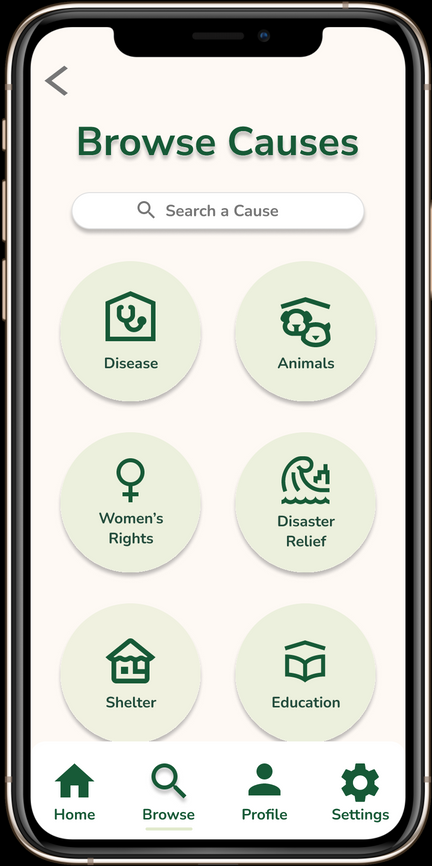 Browse Causes
Search a Cause
Disease
Animals
Women's
Rights
Disaster
Relief
Shelter
Education
Home
Browse
Profile
Settings